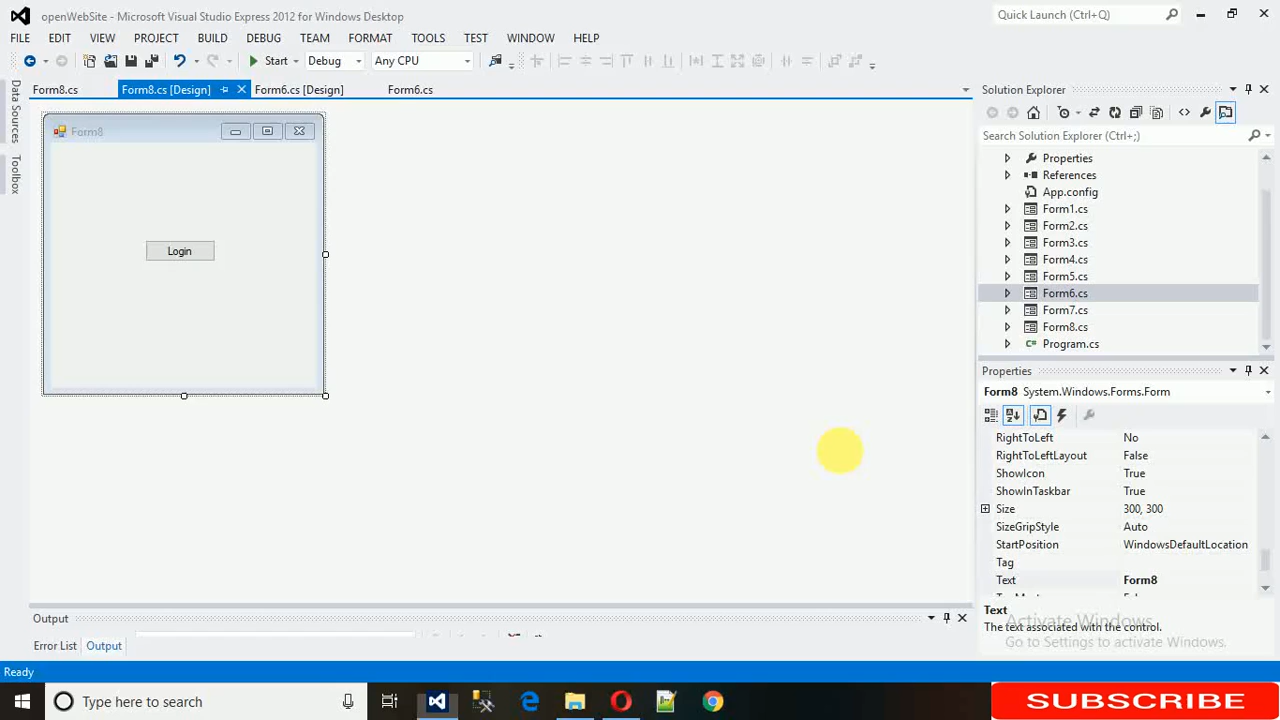 openWebSite - Microsoft Visual Studio Express 2012 for Windows Desktop
Quick Launch (Ctrl+Q)
FILE EDIT VIEW PROJECT BUILD DEBUG TEAM FORMAT TOOLS TEST WINDOW HELP
Start Debug Any CPU
Data Sources
Toolbox
Form8.cs Form8.cs [Design] Form6.cs [Design] Form6.cs
Form8
Login
Solution Explorer
Search Solution Explorer (Ctrl+;)
Properties
References
App.config
Form1.cs
Form2.cs
Form3.cs
Form4.cs
Form5.cs
Form6.cs
Form7.cs
Form8.cs
C# Program.cs
Properties
Form8 System.Windows.Forms.Form
RightToLeft No
RightToLeftLayout False
ShowIcon True
ShowInTaskbar True
Size 300, 300
SizeGripStyle Auto
StartPosition WindowsDefaultLocation
Tag
Text Form8
Text
The text associated with the control.
Activate Windows
Go to Settings to activate Windows.
Output
Error List Output
Ready
Type here to search
SUBSCRIBE